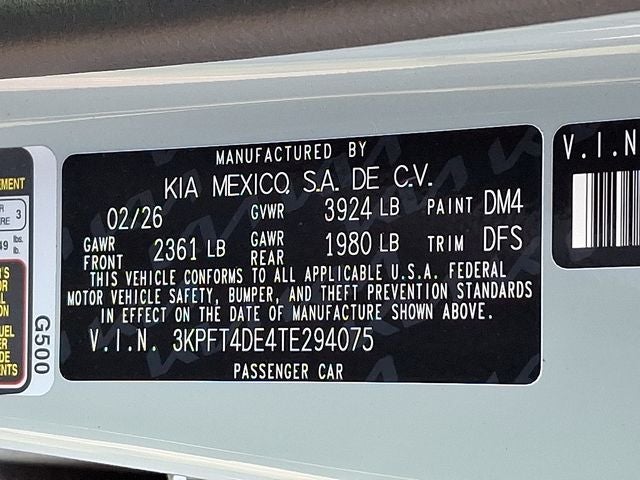 MANUFACTURED BY
KIA MEXICO, S.A. DE C.V.
02/26 GVWR 3924 LB PAINT DM4
GAWR FRONT 2361 LB GAWR REAR 1980 LB TRIM DFS
THIS VEHICLE CONFORMS TO ALL APPLICABLE U.S.A. FEDERAL
MOTOR VEHICLE SAFETY, BUMPER, AND THEFT PREVENTION STANDARDS
IN EFFECT ON THE DATE OF MANUFACTURE SHOWN ABOVE.
V.I.N. 3KPFT4DE4TE294075
PASSENGER CAR
V.I.N
G500
3
lbs.